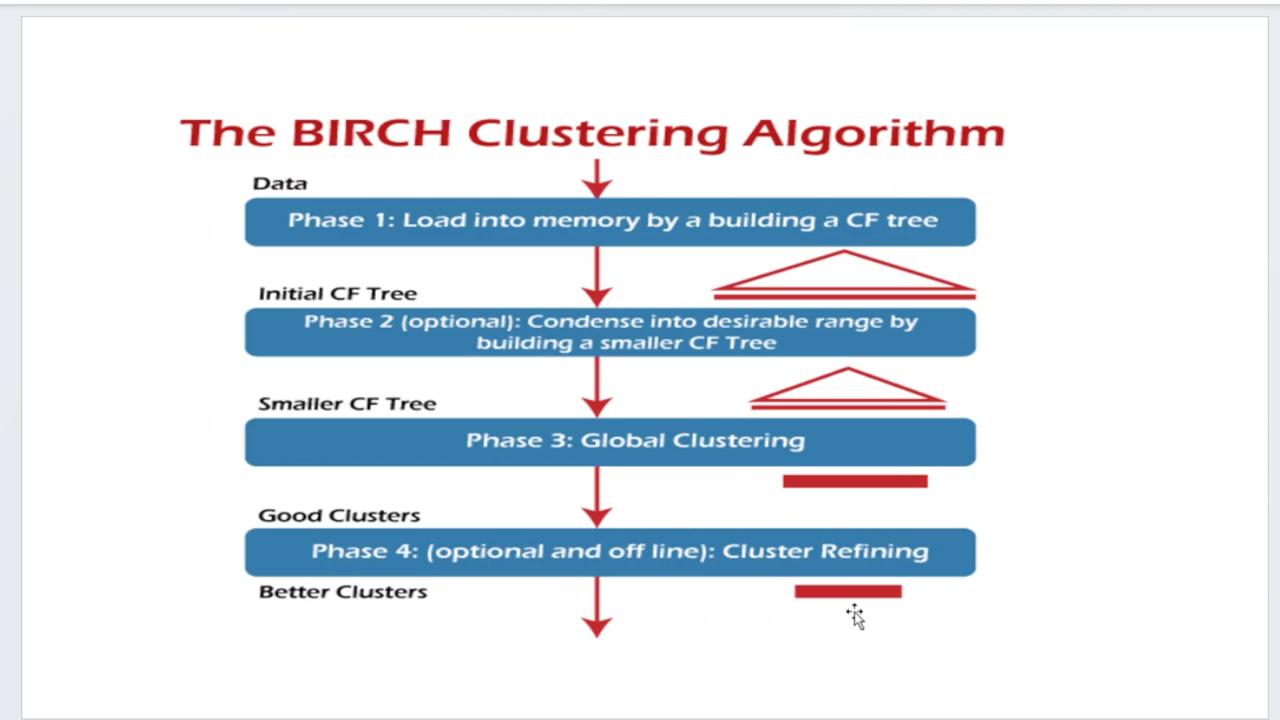 The BIRCH Clustering Algorithm
Data
Phase 1: Load into memory by a building a CF tree
Initial CF Tree
Phase 2 (optional): Condense into desirable range by
building a smaller CF Tree
Smaller CF Tree
Phase 3: Global Clustering
Good Clusters
Phase 4: (optional and off line): Cluster Refining
Better Clusters